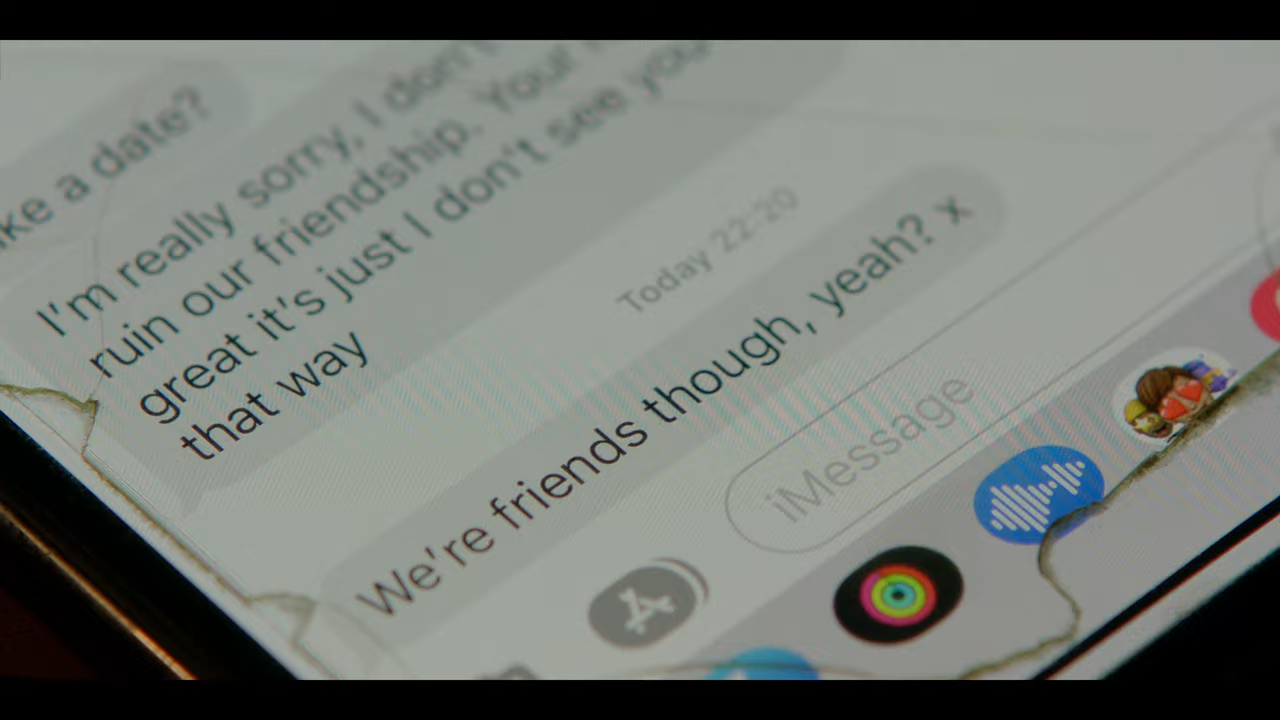 ke a date?
I'm really sorry, I don't
ruin our friendship. Your
great it's just I don't see you
that way
Today 22:20
We're friends though, yeah? x
iMessage